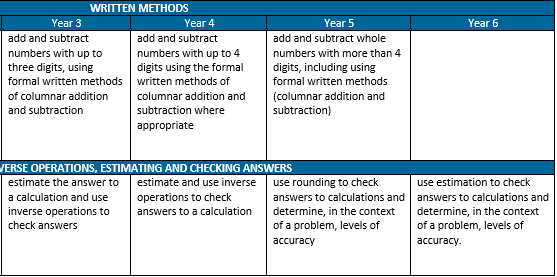 WRITTEN METHODS
Year 3 Year 4 Year 5 Year 6
add and subtract
numbers with up to
three digits, using
formal written methods
of columnar addition
and subtraction
add and subtract
numbers with up to 4
digits using the formal
written methods of
columnar addition and
subtraction where
appropriate
add and subtract whole
numbers with more than 4
digits, including using
formal written methods
(columnar addition and
subtraction)
VERSE OPERATIONS, ESTIMATING AND CHECKING ANSWERS
estimate the answer to
a calculation and use
inverse operations to
check answers
estimate and use inverse
operations to check
answers to a calculation
use rounding to check
answers to calculations and
determine, in the context
of a problem, levels of
accuracy
use estimation to check
answers to calculations and
determine, in the context
of a problem, levels of
accuracy.